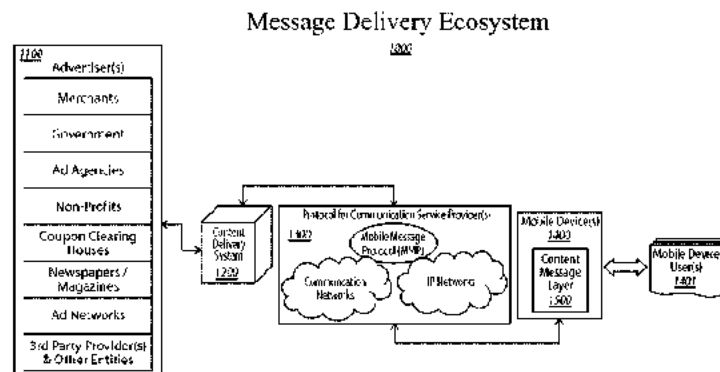 Message Delivery Ecosystem
1000
1100
Advertiser(s)
Merchants
Government
Ad Agencies
Non-Profits
Coupon Clearing
Houses
Newspapers /
Magazines
Ad Networks
3rd Party Provider(s)
& Other Entities
Content
Delivery
System
1200
Protocol for Communication Service Provider(s)
1300
Mobile Message
Protocol (MMP)
Communication
Networks
IP Networks
Mobile Device(s)
1400
Content
Message
Layer
1500
Mobile Device
User(s)
1401